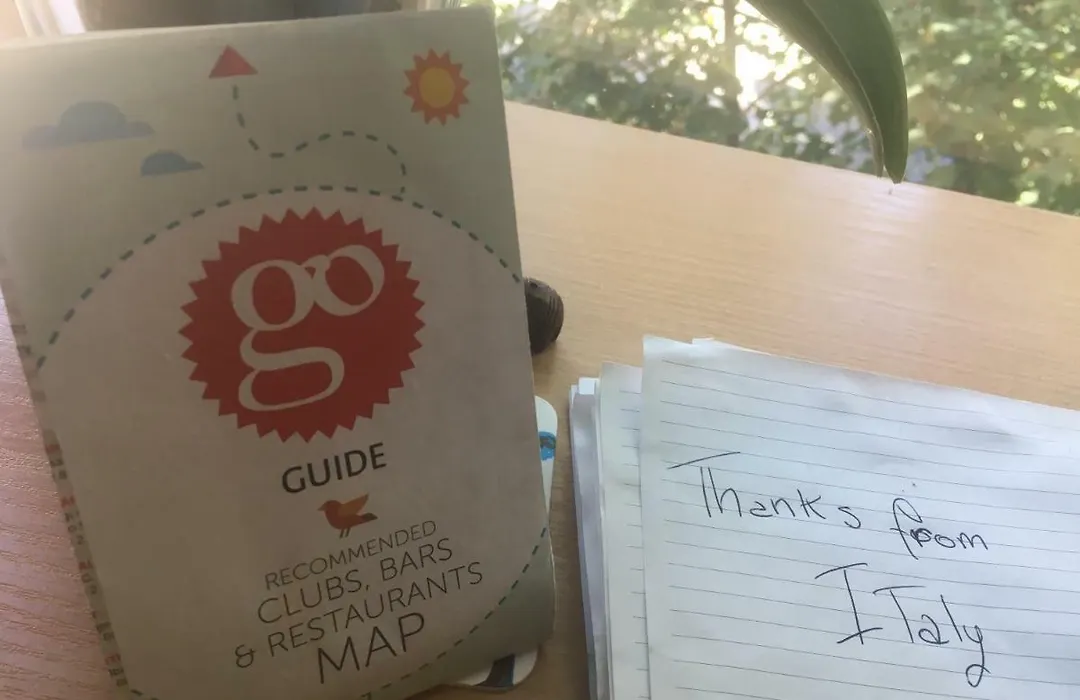 go
GUIDE
RECOMMENDED
CLUBS, BARS
& RESTAURANTS
MAP
Thanks from
ITaly